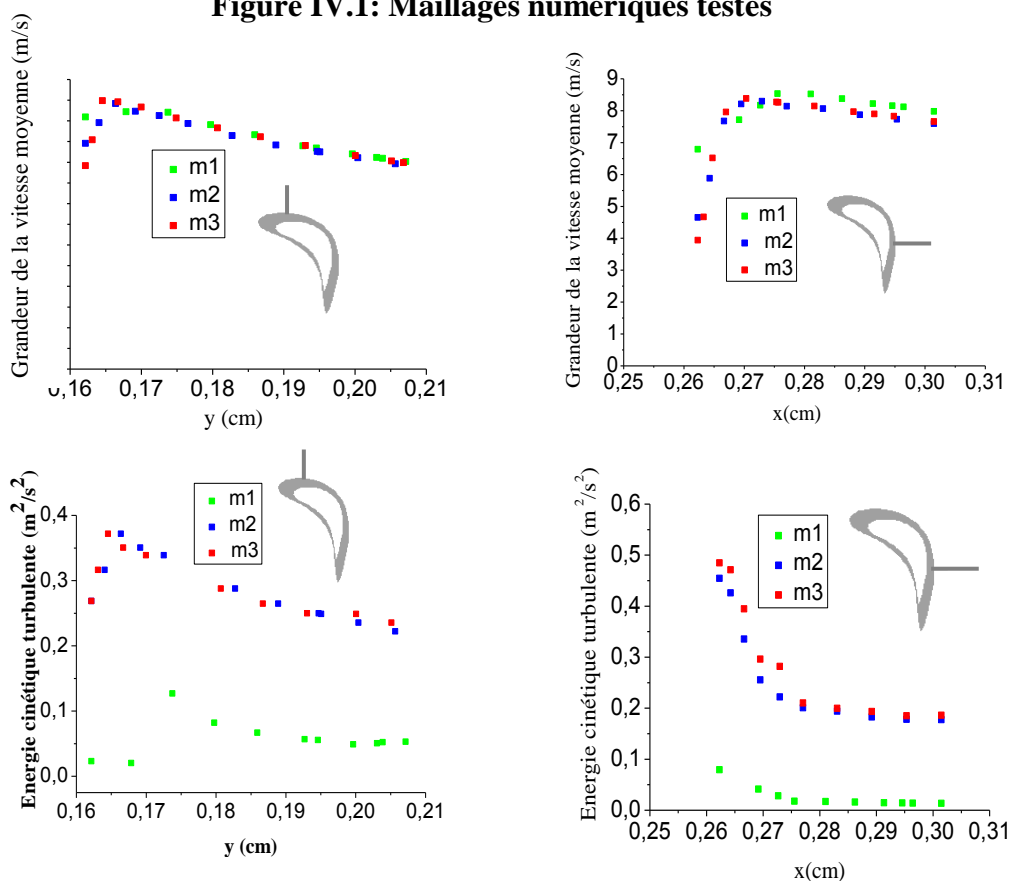 Figure IV.1: Maillages numériques testés
Grandeur de la vitesse moyenne (m/s)
m1
m2
m3
0,16 0,17 0,18 0,19 0,20 0,21
y (cm)
Grandeur de la vitesse moyenne (m/s)
9
8
7
6
5
4
3
2
1
0
m1
m2
m3
0,25 0,26 0,27 0,28 0,29 0,30 0,31
x(cm)
Energie cinétique turbulente (m²/s²)
0,4
0,3
0,2
0,1
0,0
m1
m2
m3
0,16 0,17 0,18 0,19 0,20 0,21
y (cm)
Energie cinétique turbulente (m²/s²)
0,6
0,5
0,4
0,3
0,2
0,1
0,0
m1
m2
m3
0,25 0,26 0,27 0,28 0,29 0,30 0,31
x(cm)